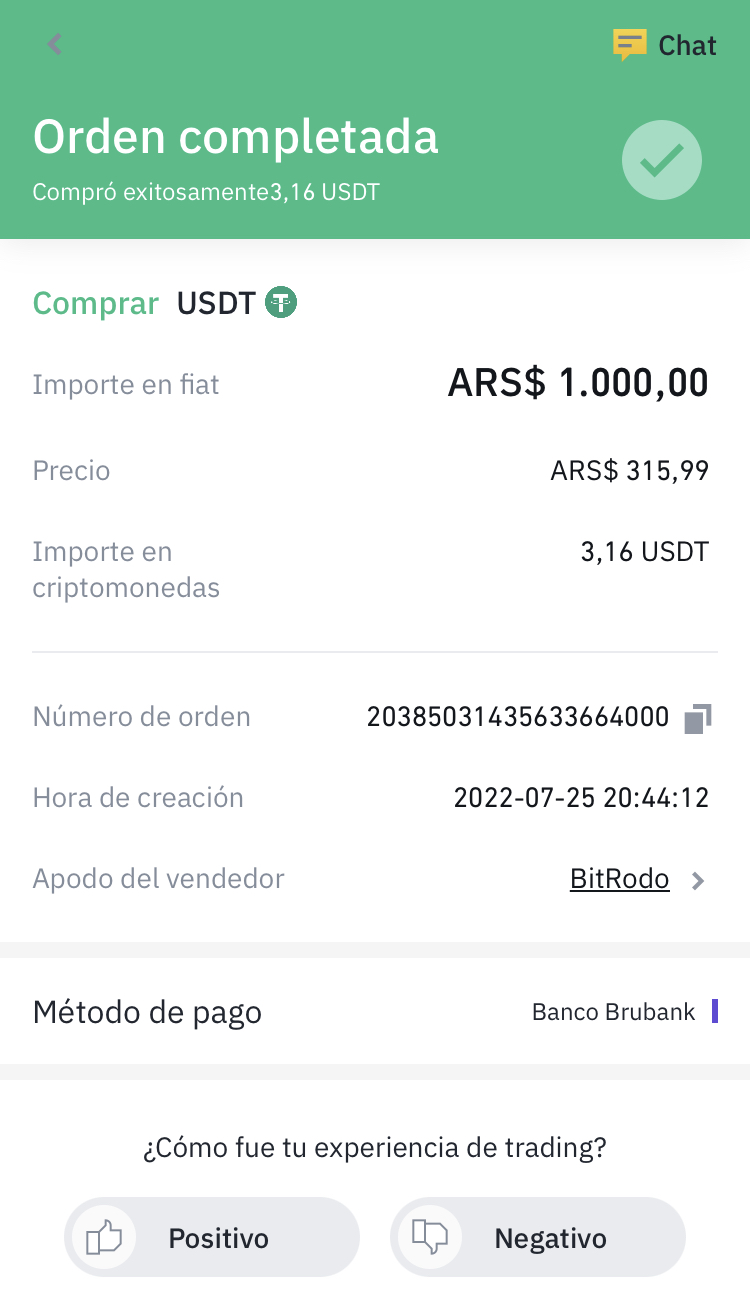 Chat
Orden completada
Compró exitosamente3,16 USDT
Comprar USDT
Importe en fiat ARS$ 1.000,00
Precio ARS$ 315,99
Importe en 3,16 USDT
criptomonedas
Número de orden 20385031435633664000
Hora de creación 2022-07-25 20:44:12
Apodo del vendedor BitRodo
Método de pago Banco Brubank
¿Cómo fue tu experiencia de trading?
Positivo Negativo